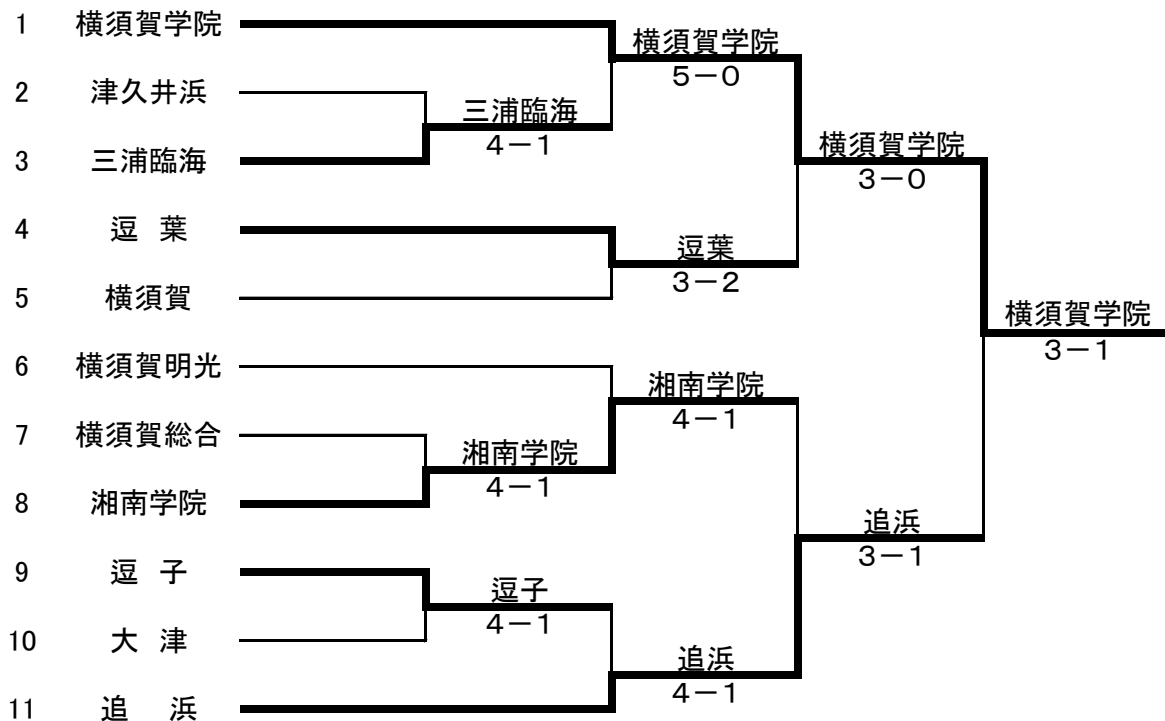 1 横須賀学院
横須賀学院
5－0
2 津久井浜
三浦臨海
4－1
3 三浦臨海
横須賀学院
3－0
4 逗 葉
逗葉
3－2
5 横須賀
横須賀学院
3－1
6 横須賀明光
湘南学院
4－1
7 横須賀総合
湘南学院
4－1
8 湘南学院
追浜
3－1
9 逗 子
逗子
4－1
10 大 津
追浜
4－1
11 追 浜